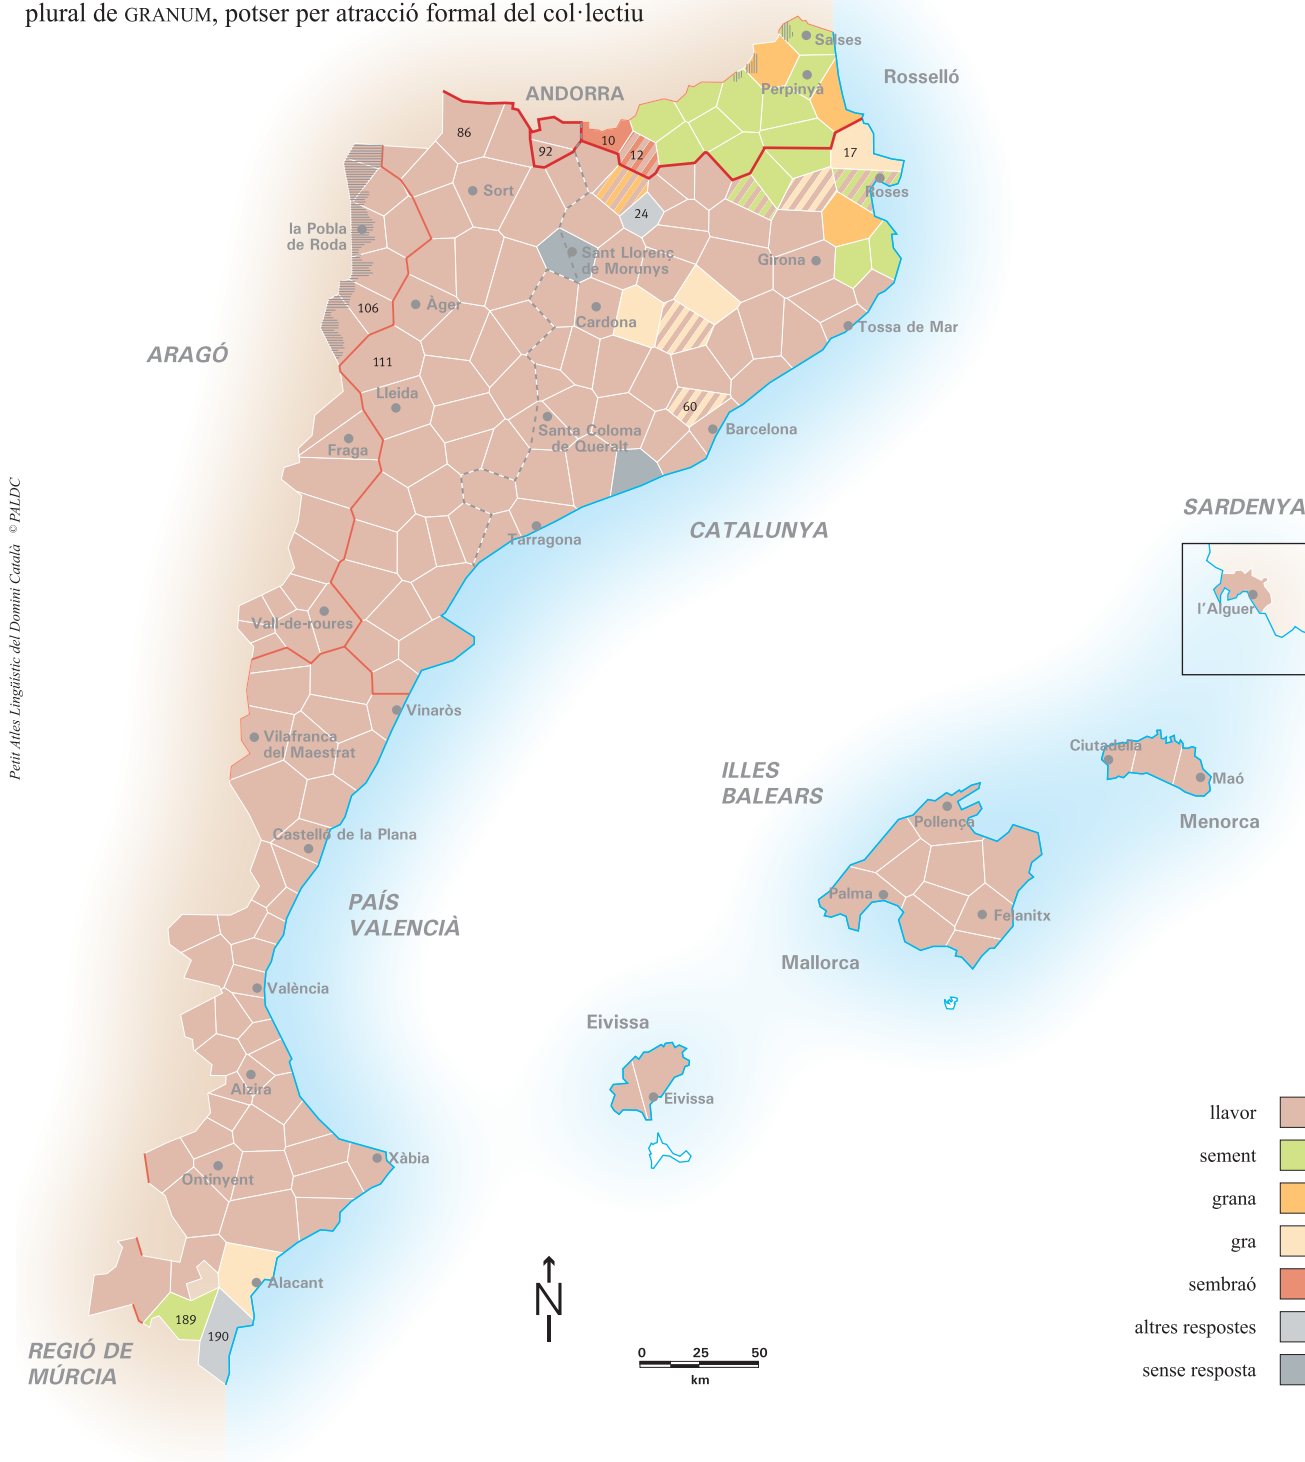 plural de GRANUM, potser per atracció formal del col·lectiu
Salses
Rosselló
Perpinyà
ANDORRA
86
92
10
12
17
Roses
Sort
24
la Pobla
de Roda
Sant Llorenç
de Morunys
Girona
106
Àger
Cardona
Tossa de Mar
ARAGÓ
111
Lleida
60
Santa Coloma
de Queralt
Barcelona
Fraga
Petit Atles Lingüístic del Domini Català © PALDC
SARDENYA
CATALUNYA
Tarragona
l'Alguer
Vall-de-roures
Vinaròs
Vilafranca
del Maestrat
Ciutadella
ILLES
BALEARS
Maó
Pollença
Menorca
Castelló de la Plana
Palma
PAÍS
VALENCIÀ
Felanitx
Mallorca
València
Eivissa
Alzira
Eivissa
llavor
Xàbia
sement
Ontinyent
grana
gra
Alacant
sembraó
N
189
190
altres respostes
REGIÓ DE
MÚRCIA
0 25 50
km
sense resposta